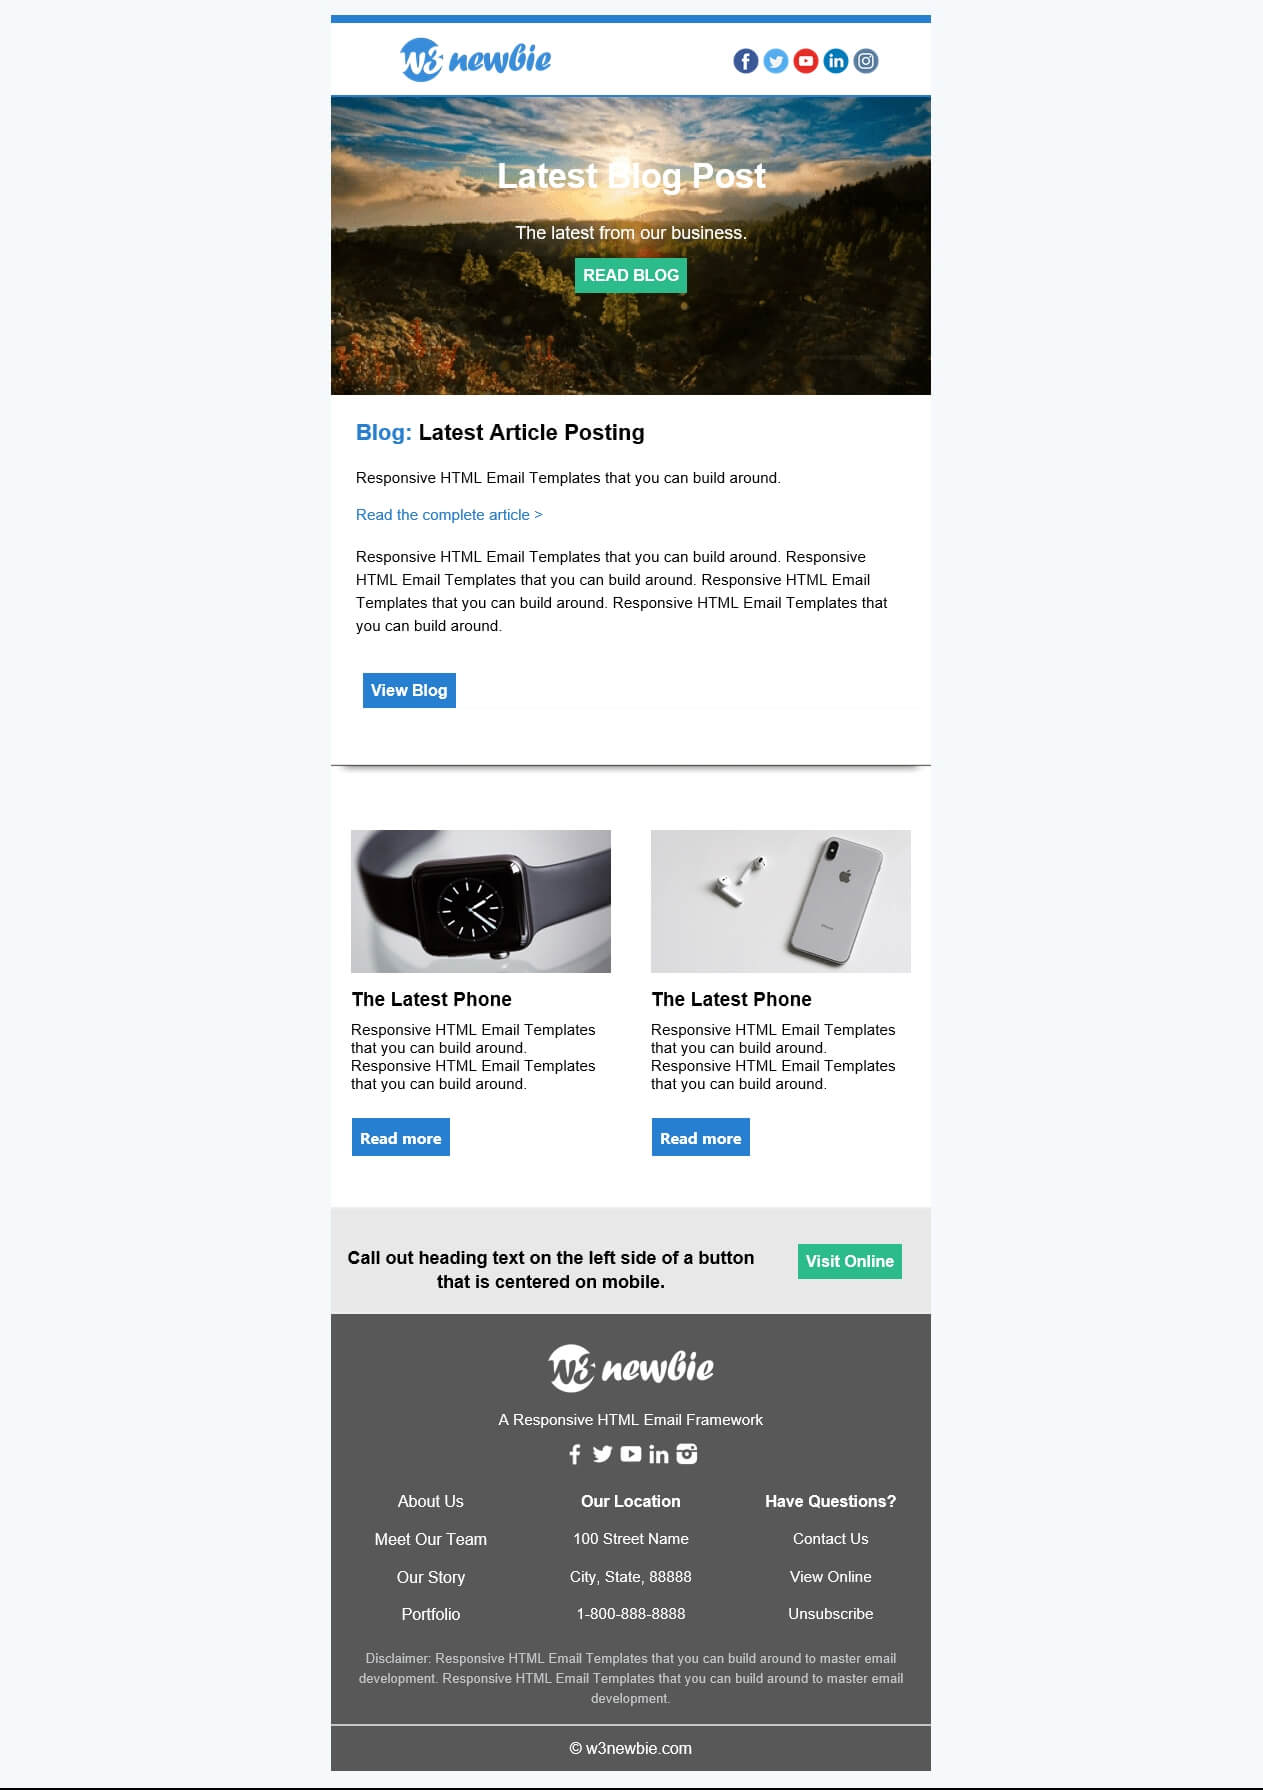 w3 newbie
Latest Blog Post
The latest from our business.
READ BLOG
Blog: Latest Article Posting
Responsive HTML Email Templates that you can build around.
Read the complete article >
Responsive HTML Email Templates that you can build around. Responsive
HTML Email Templates that you can build around. Responsive HTML Email
Templates that you can build around. Responsive HTML Email Templates that
you can build around.
View Blog
The Latest Phone
Responsive HTML Email Templates
that you can build around.
Responsive HTML Email Templates
that you can build around.
Read more
The Latest Phone
Responsive HTML Email Templates
that you can build around.
Responsive HTML Email Templates
that you can build around.
Read more
Call out heading text on the left side of a button
that is centered on mobile.
Visit Online
w3 newbie
A Responsive HTML Email Framework
About Us
Meet Our Team
Our Story
Portfolio
Our Location
100 Street Name
City, State, 88888
1-800-888-8888
Have Questions?
Contact Us
View Online
Unsubscribe
Disclaimer: Responsive HTML Email Templates that you can build around to master email
development. Responsive HTML Email Templates that you can build around to master email
development.
© w3newbie.com